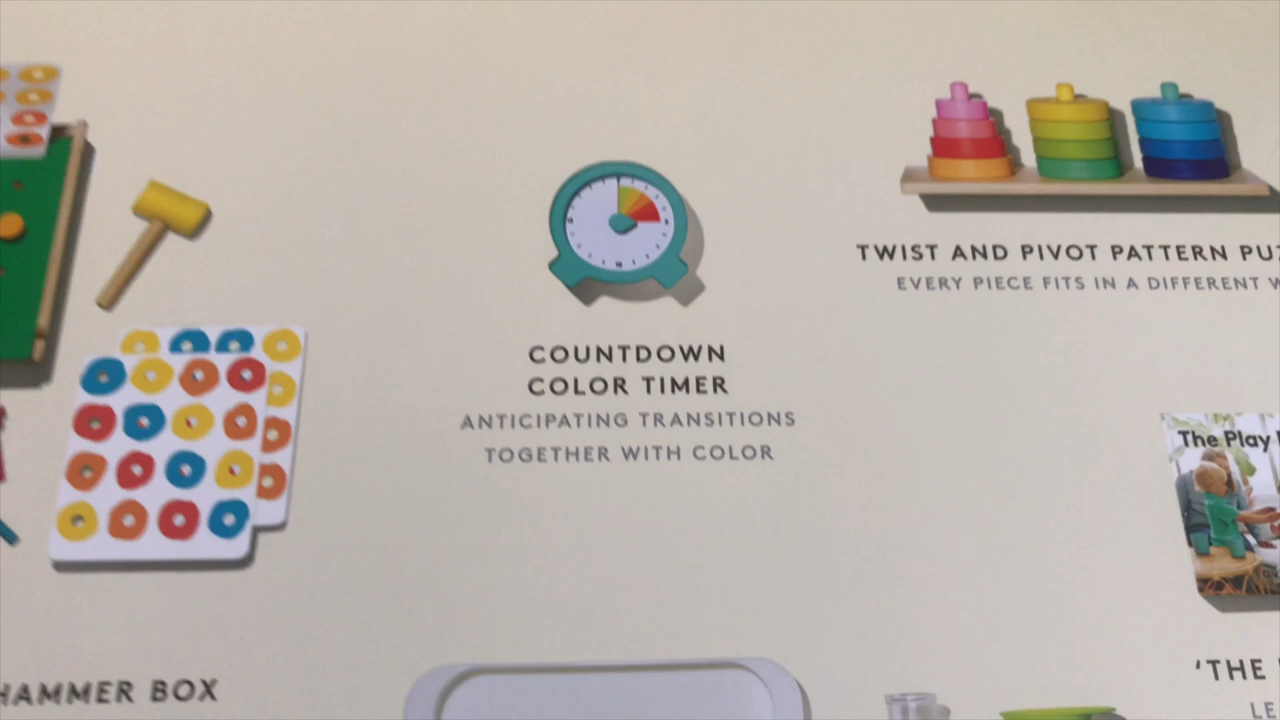 TWIST AND PIVOT PATTERN
EVERY PIECE FITS IN A DIFFERENT
COUNTDOWN
COLOR TIMER
ANTICIPATING TRANSITIONS
TOGETHER WITH COLOR
The Play
HAMMER BOX
'THE